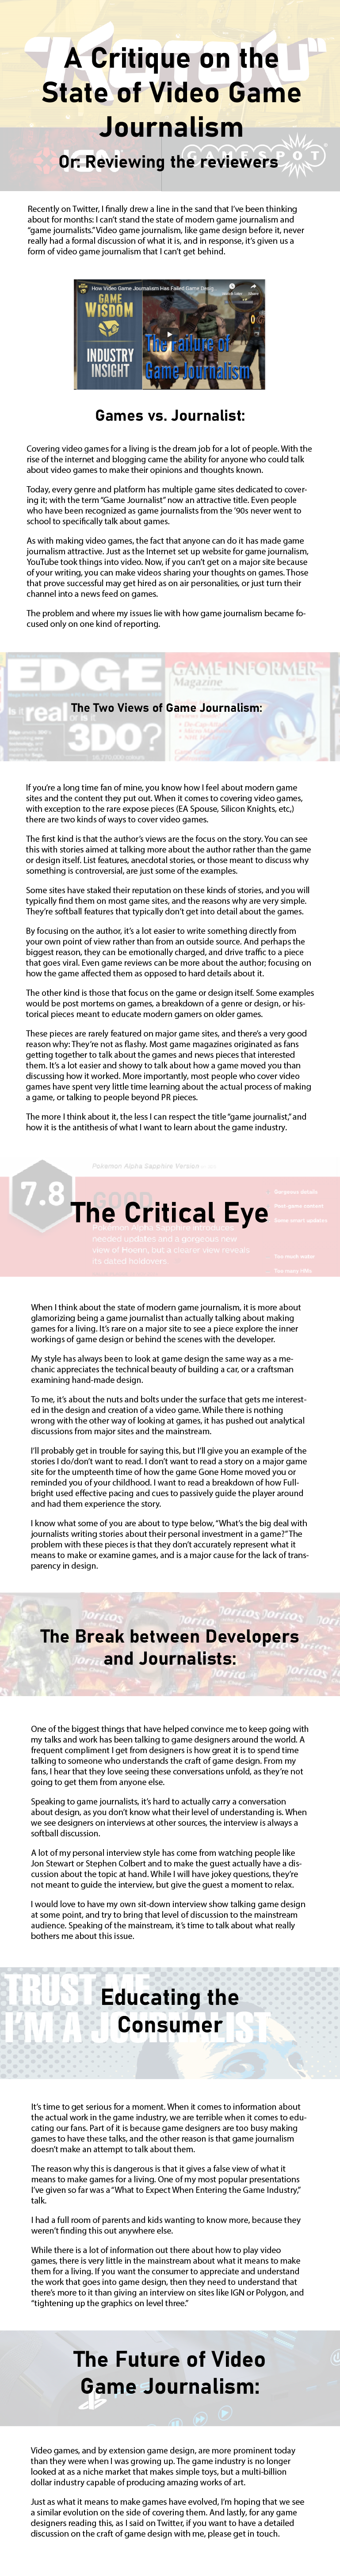 A Critique on the
State of Video Game
Journalism
Or: Reviewing the reviewers
Kotaku
IGN
GAMESPOT
Recently on Twitter, I finally drew a line in the sand that I've been thinking
about for months: I can't stand the state of modern game journalism and
"game journalists." Video game journalism, like game design before it, never
really had a formal discussion of what it is, and in response, it's given us a
form of video game journalism that I can't get behind.
How Video Game Journalism Has Failed Game Desig
GAME
WISDOM
INDUSTRY
INSIGHT
The Failure of
Game Journalism
Games vs. Journalist:
Covering video games for a living is the dream job for a lot of people. With the
rise of the internet and blogging came the ability for anyone who could talk
about video games to make their opinions and thoughts known.
Today, every genre and platform has multiple game sites dedicated to cover-
ing it; with the term "Game Journalist" now an attractive title. Even people
who have been recognized as game journalists from the '90s never went to
school to specifically talk about games.
As with making video games, the fact that anyone can do it has made game
journalism attractive. Just as the Internet set up website for game journalism,
YouTube took things into video. Now, if you can't get on a major site because
of your writing, you can make videos sharing your thoughts on games. Those
that prove successful may get hired as on air personalities, or just turn their
channel into a news feed on games.
The problem and where my issues lie with how game journalism became fo-
cused only on one kind of reporting.
EDGE
GAME INFORMER
Magazine
Is it real or is it
3DO?
The Two Views of Game Journalism:
If you're a long time fan of mine, you know how I feel about modern game
sites and the content they put out. When it comes to covering video games,
with exception to the rare expose pieces (EA Spouse, Silicon Knights, etc,)
there are two kinds of ways to cover video games.
The first kind is that the author's views are the focus on the story. You can see
this with stories aimed at talking more about the author rather than the game
or design itself. List features, anecdotal stories, or those meant to discuss why
something is controversial, are just some of the examples.
Some sites have staked their reputation on these kinds of stories, and you will
typically find them on most game sites, and the reasons why are very simple.
They're softball features that typically don't get into detail about the games.
By focusing on the author, it's a lot easier to write something directly from
your own point of view rather than from an outside source. And perhaps the
biggest reason, they can be emotionally charged, and drive traffic to a piece
that goes viral. Even game reviews can be more about the author; focusing on
how the game affected them as opposed to hard details about it.
The other kind is those that focus on the game or design itself. Some examples
would be post mortems on games, a breakdown of a genre or design, or his-
torical pieces meant to educate modern gamers on older games.
These pieces are rarely featured on major game sites, and there's a very good
reason why: They're not as flashy. Most game magazines originated as fans
getting together to talk about the games and news pieces that interested
them. It's a lot easier and showy to talk about how a game moved you than
discussing how it worked. More importantly, most people who cover video
games have spent very little time learning about the actual process of making
a game, or talking to people beyond PR pieces.
The more I think about it, the less I can respect the title "game journalist," and
how it is the antithesis of what I want to learn about the game industry.
Pokemon Alpha Sapphire Version
7.8
GOOD
Pokemon Alpha Sapphire introduces
needed updates and a gorgeous new
view of Hoenn, but a clearer view reveals
its dated holdovers.
Gorgeous details
Post-game content
Some smart updates
Too much water
Too many HMs
The Critical Eye
When I think about the state of modern game journalism, it is more about
glamorizing being a game journalist than actually talking about making
games for a living. It's rare on a major site to see a piece explore the inner
workings of game design or behind the scenes with the developer.
My style has always been to look at game design the same way as a me-
chanic appreciates the technical beauty of building a car, or a craftsman
examining hand-made design.
To me, it's about the nuts and bolts under the surface that gets me interest-
ed in the design and creation of a video game. While there is nothing
wrong with the other way of looking at games, it has pushed out analytical
discussions from major sites and the mainstream.
I'll probably get in trouble for saying this, but I'll give you an example of the
stories I do/don't want to read. I don't want to read a story on a major game
site for the umpteenth time of how the game Gone Home moved you or
reminded you of your childhood. I want to read a breakdown of how Full-
bright used effective pacing and cues to passively guide the player around
and had them experience the story.
I know what some of you are about to type below, "What's the big deal with
journalists writing stories about their personal investment in a game?" The
problem with these pieces is that they don't accurately represent what it
means to make or examine games, and is a major cause for the lack of trans-
parency in design.
Doritos
The Break between Developers
and Journalists:
One of the biggest things that have helped convince me to keep going with
my talks and work has been talking to game designers around the world. A
frequent compliment I get from designers is how great it is to spend time
talking to someone who understands the craft of game design. From my
fans, I hear that they love seeing these conversations unfold, as they're not
going to get them from anyone else.
Speaking to game journalists, it's hard to actually carry a conversation
about design, as you don't know what their level of understanding is. When
we see designers on interviews at other sources, the interview is always a
softball discussion.
A lot of my personal interview style has come from watching people like
Jon Stewart or Stephen Colbert and to make the guest actually have a dis-
cussion about the topic at hand. While I will have jokey questions, they're
not meant to guide the interview, but give the guest a moment to relax.
I would love to have my own sit-down interview show talking game design
at some point, and try to bring that level of discussion to the mainstream
audience. Speaking of the mainstream, it's time to talk about what really
bothers me about this issue.
TRUST ME
I'M A JOURNALIST
Educating the
Consumer
It's time to get serious for a moment. When it comes to information about
the actual work in the game industry, we are terrible when it comes to edu-
cating our fans. Part of it is because game designers are too busy making
games to have these talks, and the other reason is that game journalism
doesn't make an attempt to talk about them.
The reason why this is dangerous is that it gives a false view of what it
means to make games for a living. One of my most popular presentations
I've given so far was a "What to Expect When Entering the Game Industry,"
talk.
I had a full room of parents and kids wanting to know more, because they
weren't finding this out anywhere else.
While there is a lot of information out there about how to play video
games, there is very little in the mainstream about what it means to make
them for a living. If you want the consumer to appreciate and understand
the work that goes into game design, then they need to understand that
there's more to it than giving an interview on sites like IGN or Polygon, and
"tightening up the graphics on level three."
The Future of Video
Game Journalism:
Video games, and by extension game design, are more prominent today
than they were when I was growing up. The game industry is no longer
looked at as a niche market that makes simple toys, but a multi-billion
dollar industry capable of producing amazing works of art.
Just as what it means to make games have evolved, I'm hoping that we see
a similar evolution on the side of covering them. And lastly, for any game
designers reading this, as I said on Twitter, if you want to have a detailed
discussion on the craft of game design with me, please get in touch.